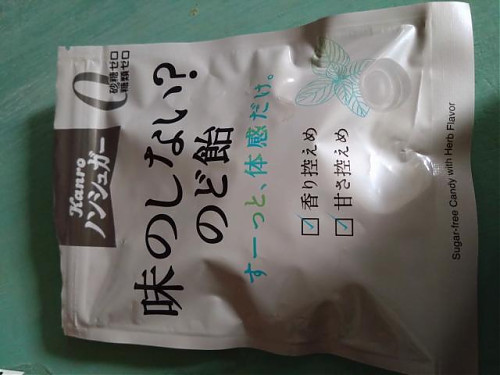 Kanro
ノンシュガー
0
砂糖ゼロ
糖類ゼロ
味のしない?
のど飴
すーっと、体感だけ。
香り控えめ
甘さ控えめ
Sugar-free Candy with Herb Flavor